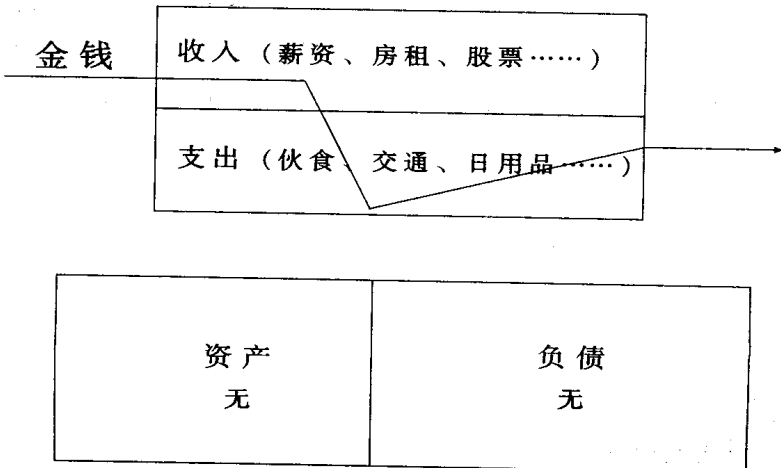 金钱
收入（薪资、房租、股票……）
支出（伙食、交通、日用品……）
资产
负债
无
无